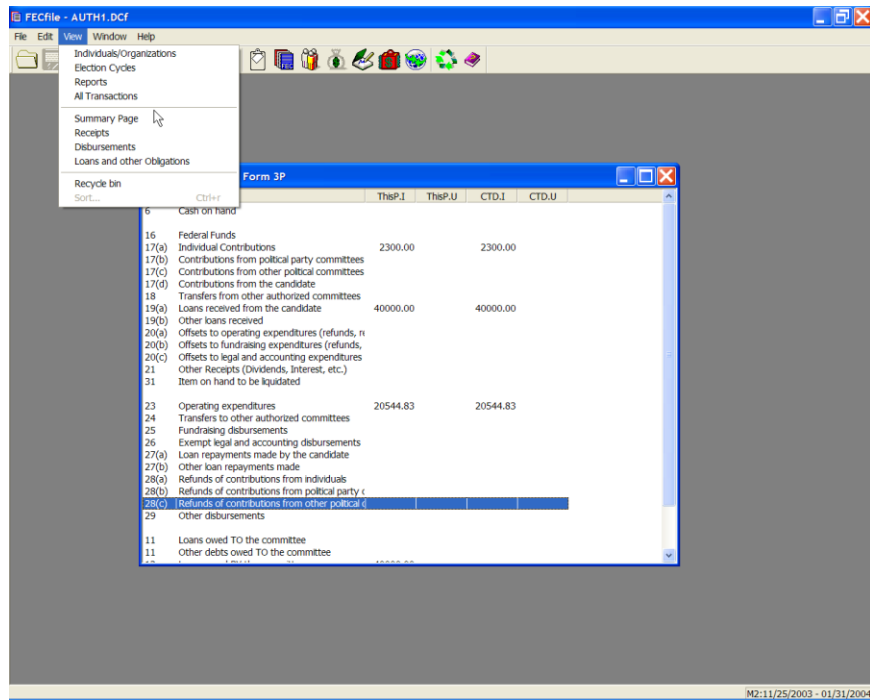 FECfile - AUTH1.DCf
File Edit View Window Help
Individuals/Organizations
Election Cycles
Reports
All Transactions
Summary Page
Receipts
Disbursements
Loans and other Obligations
Recycle bin
Sort... Ctrl+r
Form 3P
ThisP.I ThisP.U CTD.I CTD.U
6 Cash on hand
16 Federal Funds
17(a) Individual Contributions 2300.00 2300.00
17(b) Contributions from political party committees
17(c) Contributions from other political committees
17(d) Contributions from the candidate
18 Transfers from other authorized committees
19(a) Loans received from the candidate 40000.00 40000.00
19(b) Other loans received
20(a) Offsets to operating expenditures (refunds, re
20(b) Offsets to fundraising expenditures (refunds,
20(c) Offsets to legal and accounting expenditures
21 Other Receipts (Dividends, Interest, etc.)
31 Item on hand to be liquidated
23 Operating expenditures 20544.83 20544.83
24 Transfers to other authorized committees
25 Fundraising disbursements
26 Exempt legal and accounting disbursements
27(a) Loan repayments made by the candidate
27(b) Other loan repayments made
28(a) Refunds of contributions from individuals
28(b) Refunds of contributions from political party c
28(c) Refunds of contributions from other political c
29 Other disbursements
11 Loans owed TO the committee
11 Other debts owed TO the committee
M2:11/25/2003 - 01/31/2004